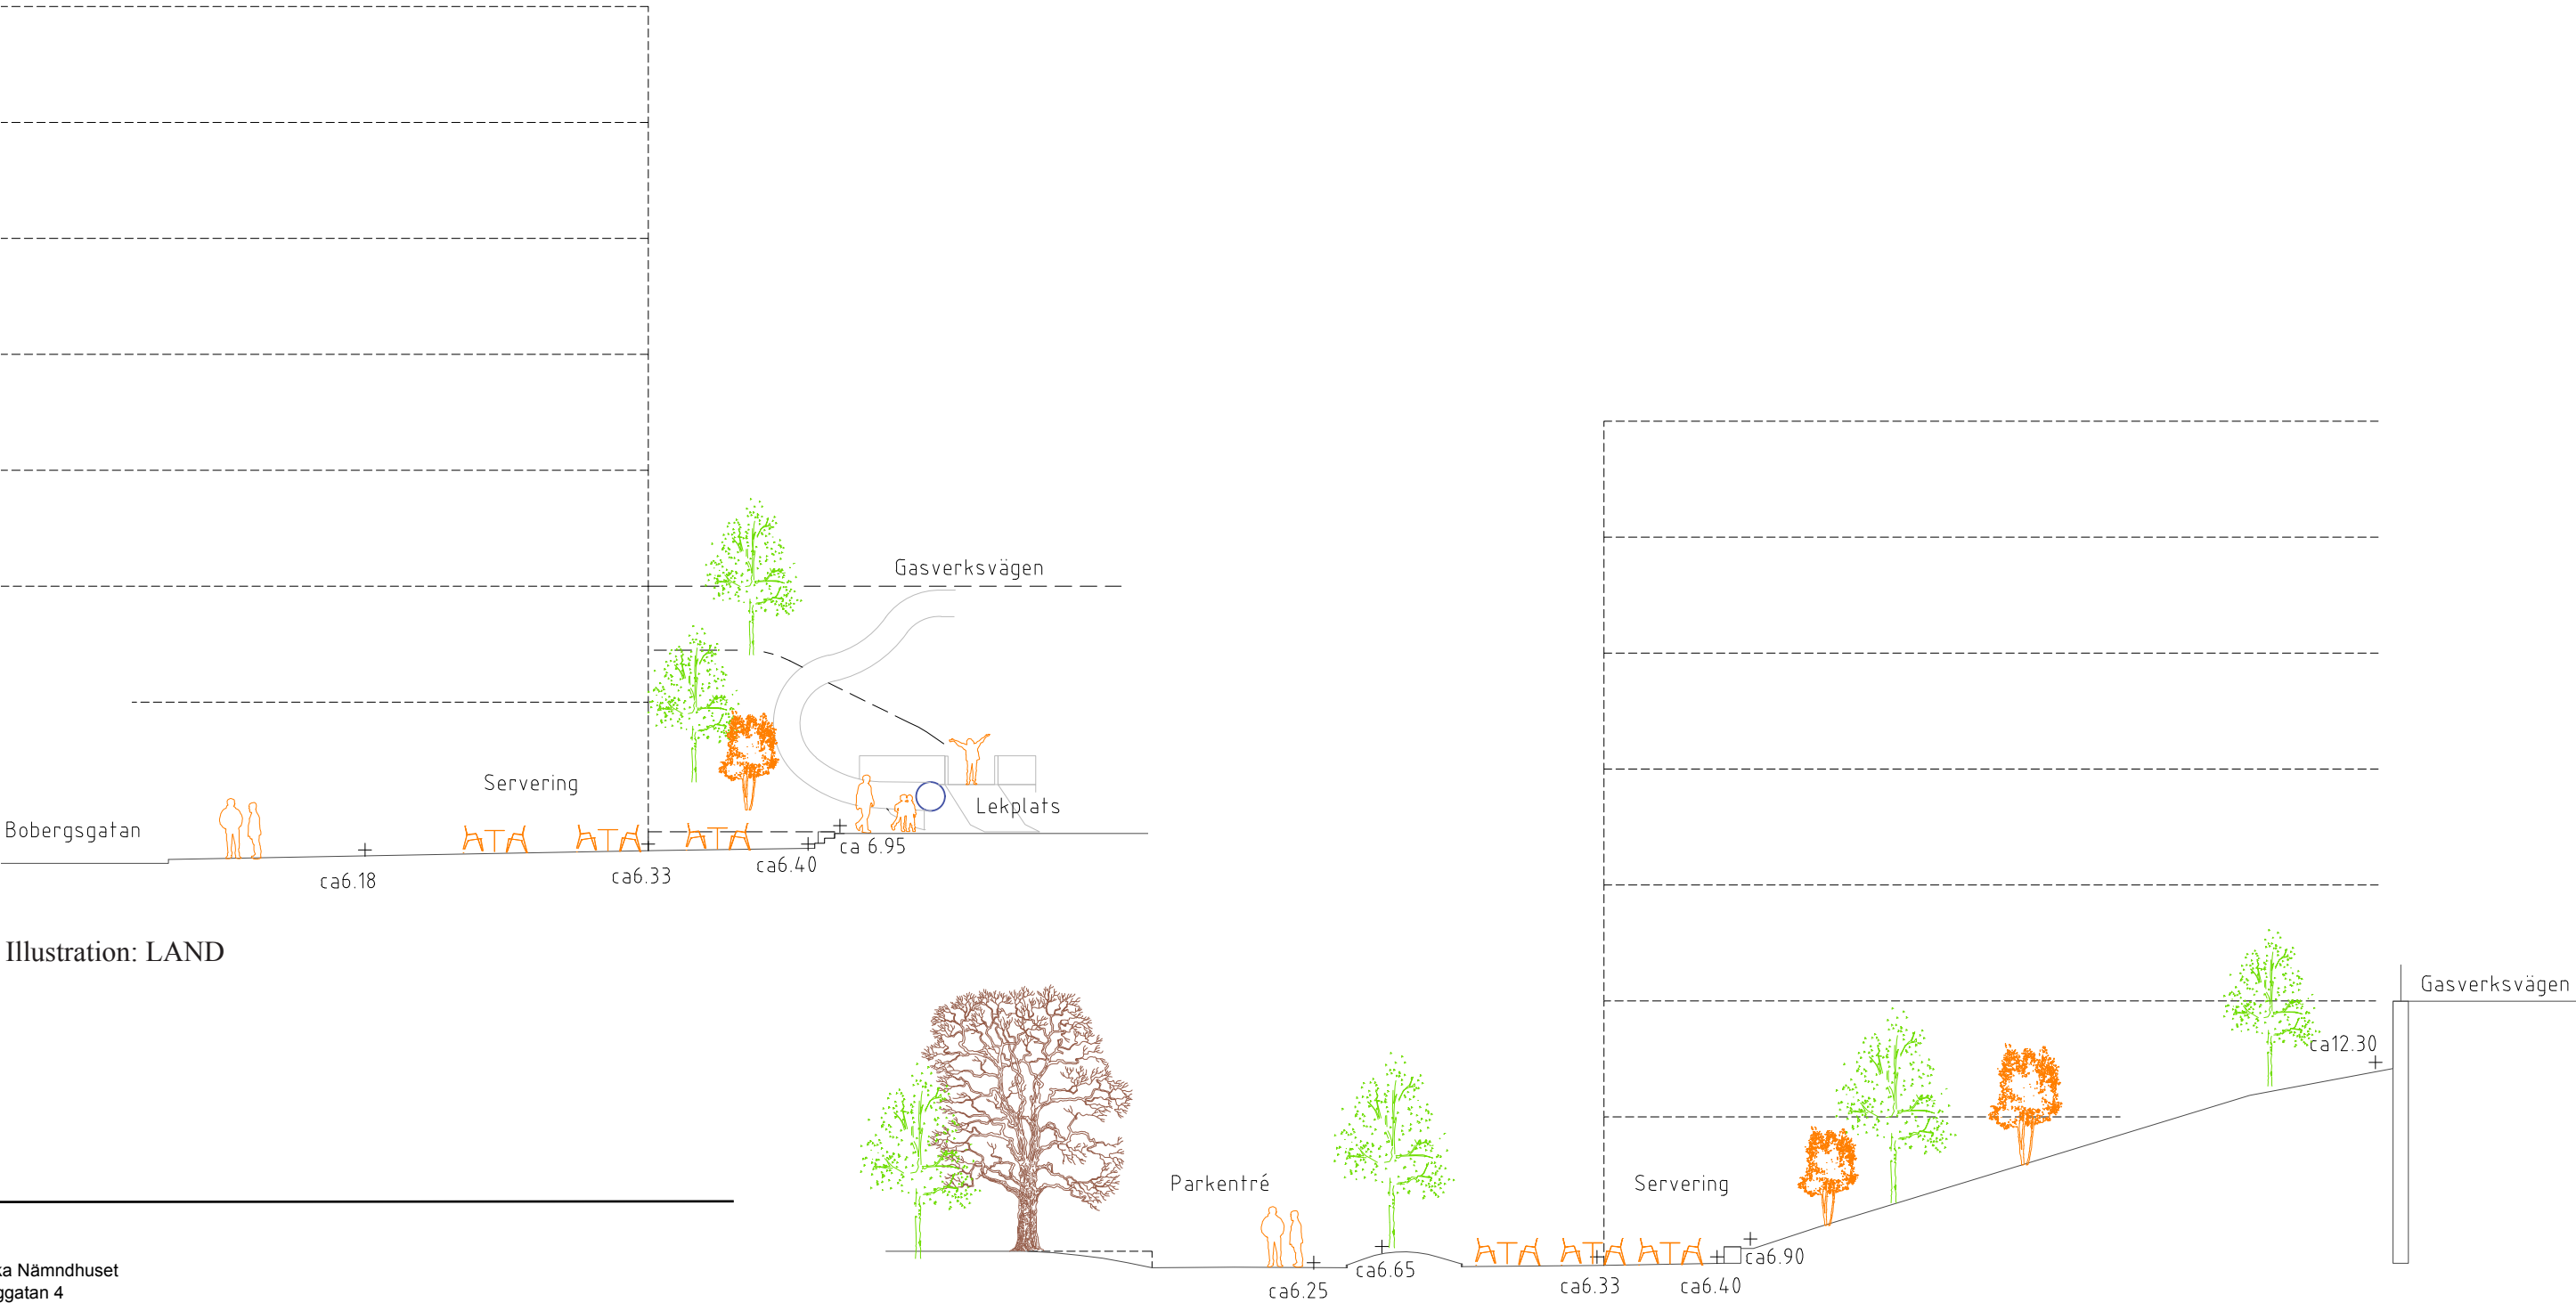 Gasverksvägen
Servering
Lekplats
Bobergsgatan
ca 6.95
ca6.40
ca6.33
ca6.18
Illustration: LAND
Gasverksvägen
ca12.30
Parkentré
Servering
ca6.90
ca6.65
ca6.25
ca6.33
ca6.40
Nämndhuset
4